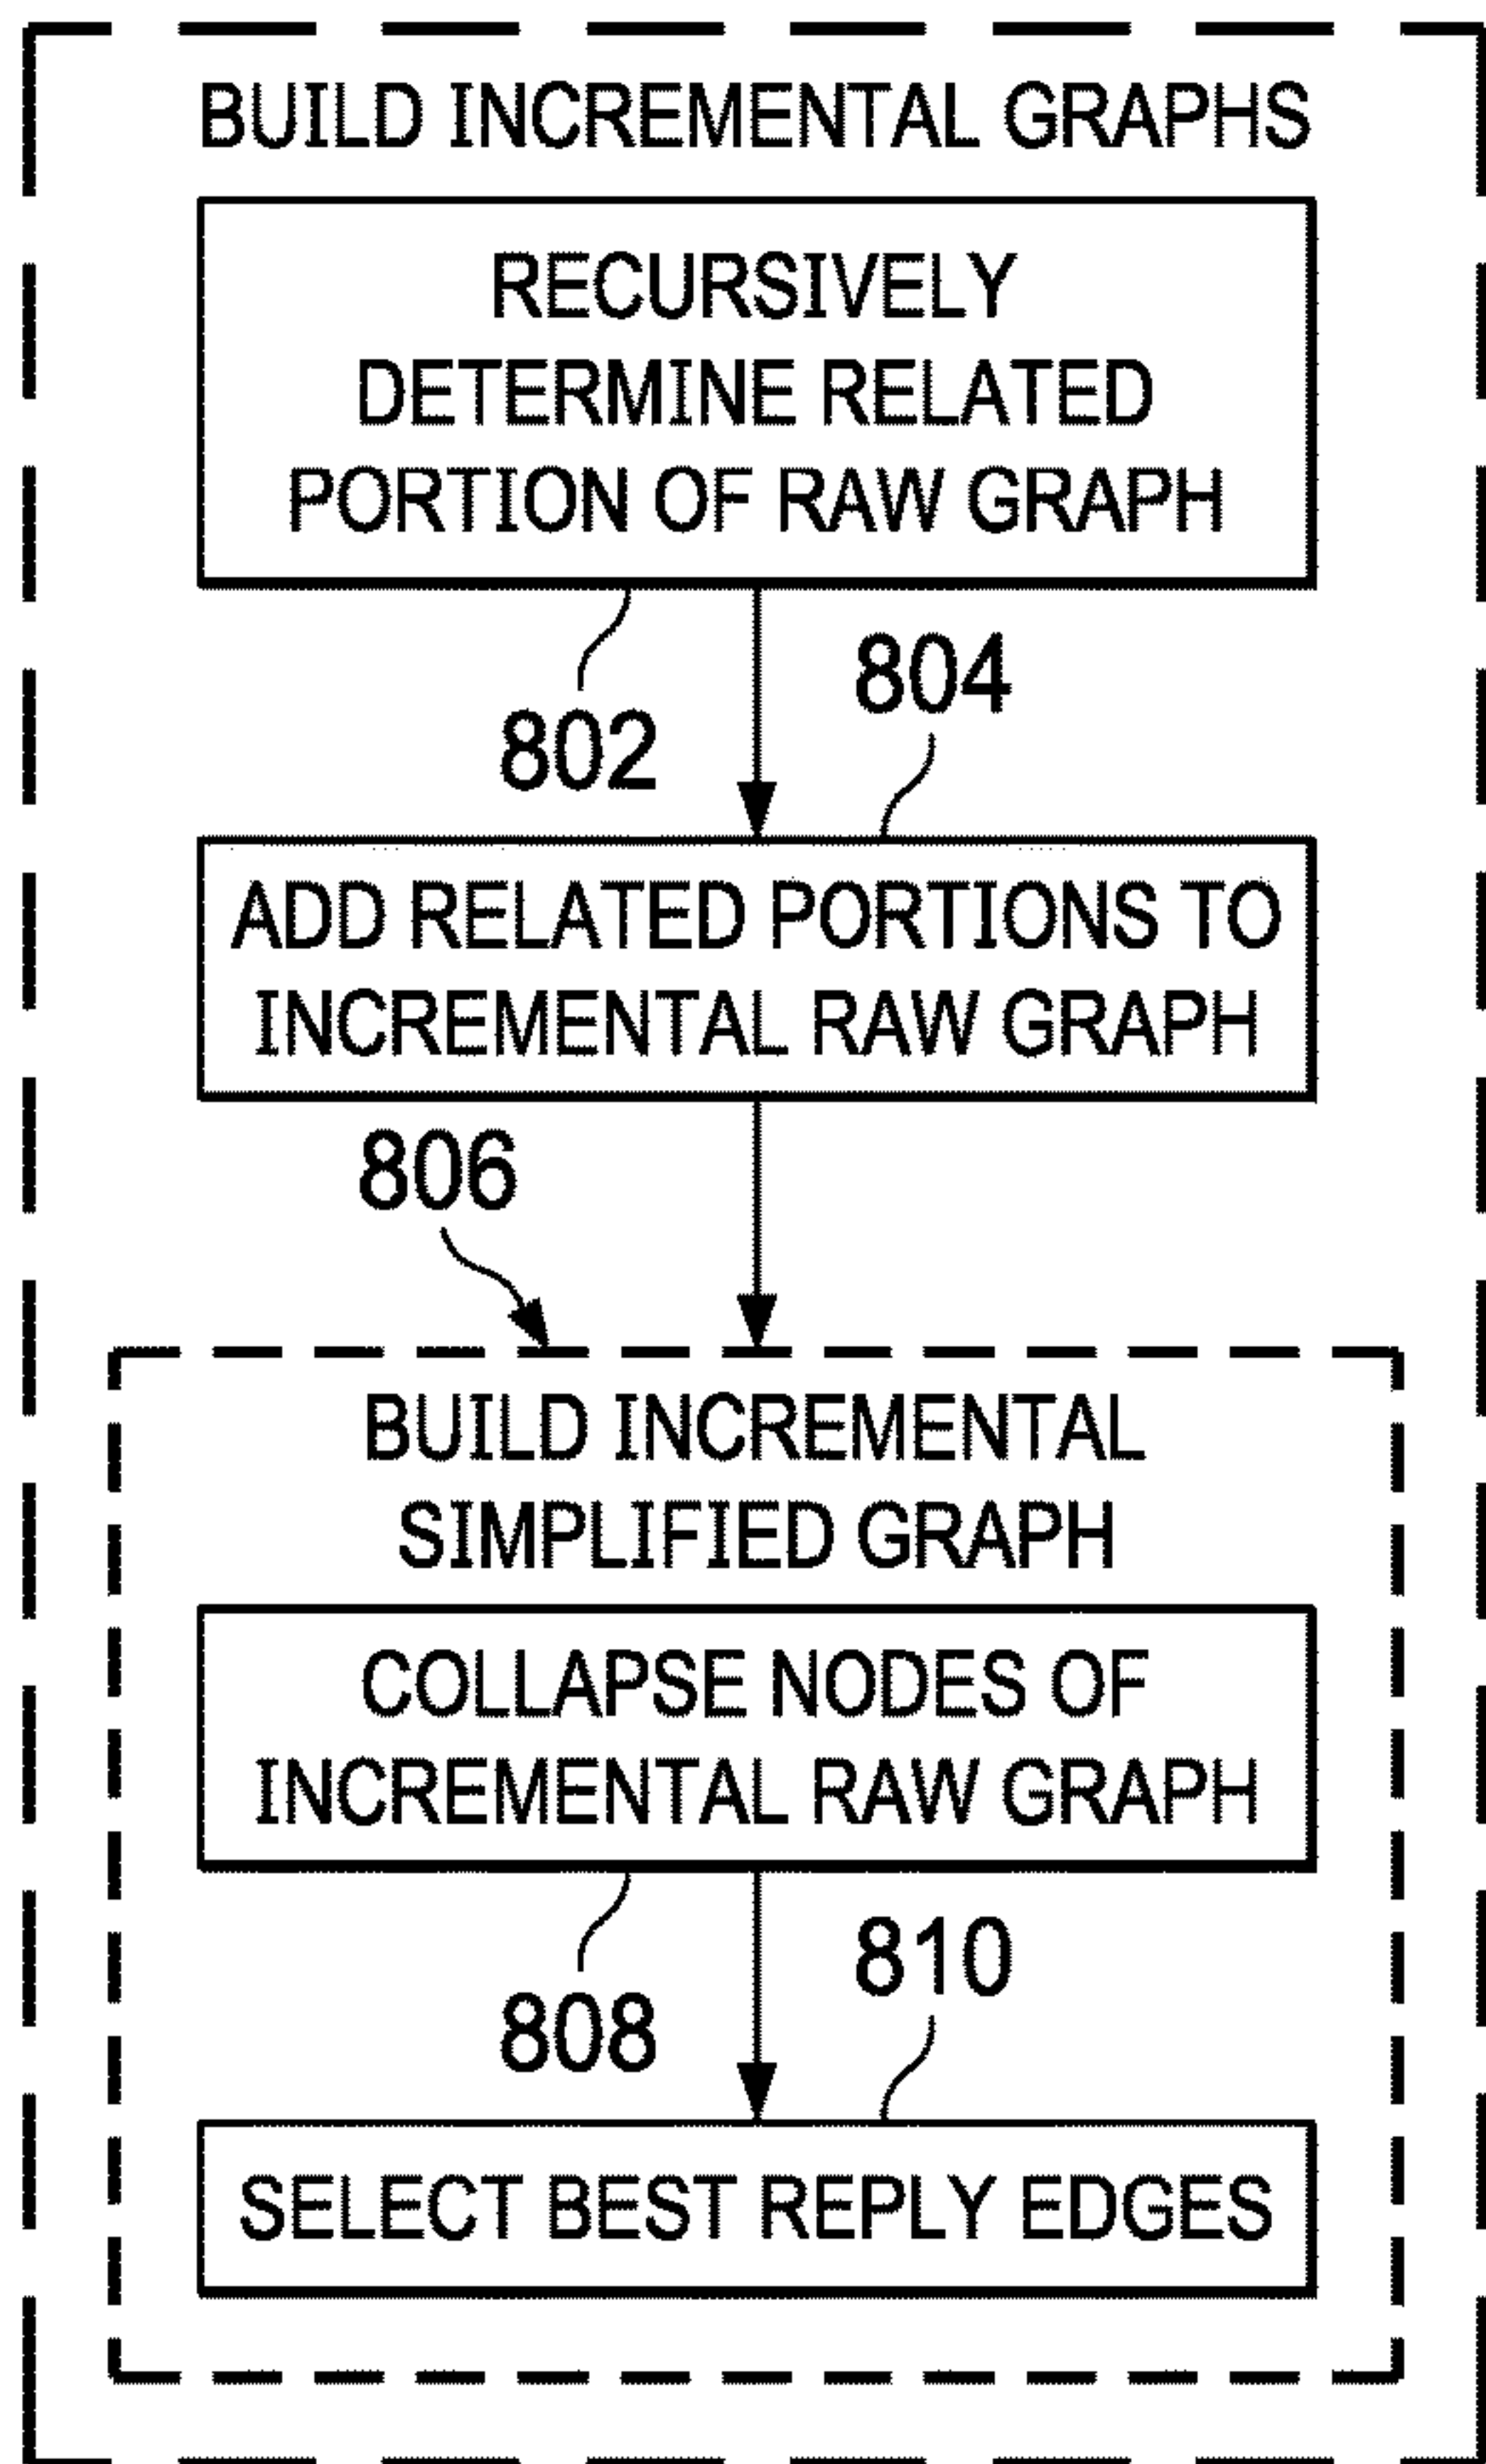 BUILD INCREMENTAL GRAPHS
RECURSIVELY
DETERMINE RELATED
PORTION OF RAW GRAPH
804
802
ADD RELATED PORTIONS TO
INCREMENTAL RAW GRAPH
806
BUILD INCREMENTAL
SIMPLIFIED GRAPH
COLLAPSE NODES OF
INCREMENTAL RAW GRAPH
810
808
SELECT BEST REPLY EDGES